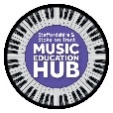 Staffordshire &
Stoke-on-Trent
MUSIC
EDUCATION
HUB